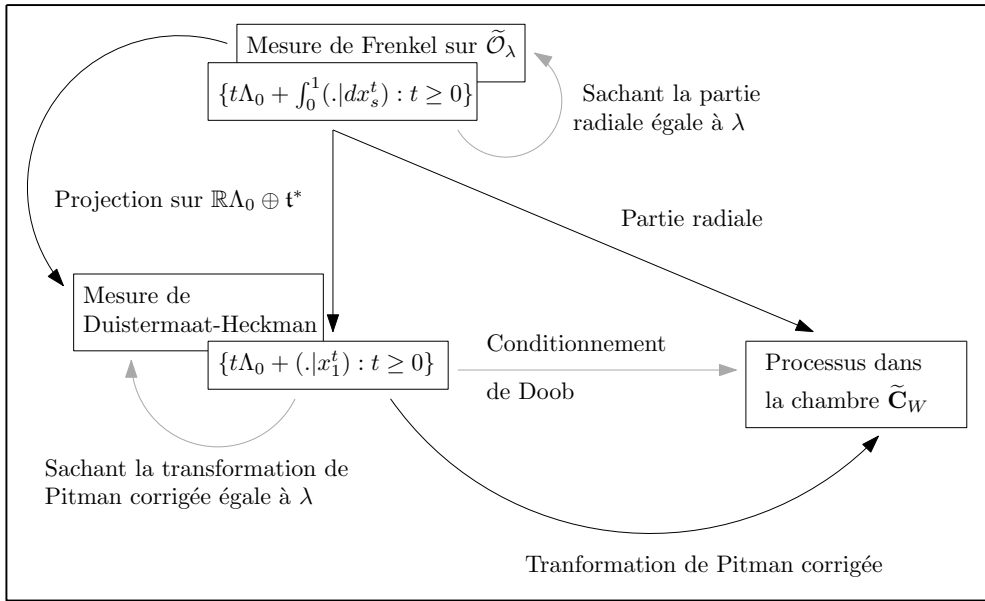 Mesure de Frenkel sur $\widetilde{\mathcal{O}}_\lambda$
$\{t\Lambda_0 + \int_0^1(.|dx_s^t) : t \geq 0\}$
Sachant la partie
radiale égale à $\lambda$
Projection sur $\mathbb{R}\Lambda_0 \oplus \mathfrak{t}^*$
Partie radiale
Mesure de
Duistermaat-Heckman
$\{t\Lambda_0 + (.|x_1^t) : t \geq 0\}$
Conditionnement
de Doob
Processus dans
la chambre $\widetilde{\mathbf{C}}_W$
Sachant la transformation de
Pitman corrigée égale à $\lambda$
Tranformation de Pitman corrigée